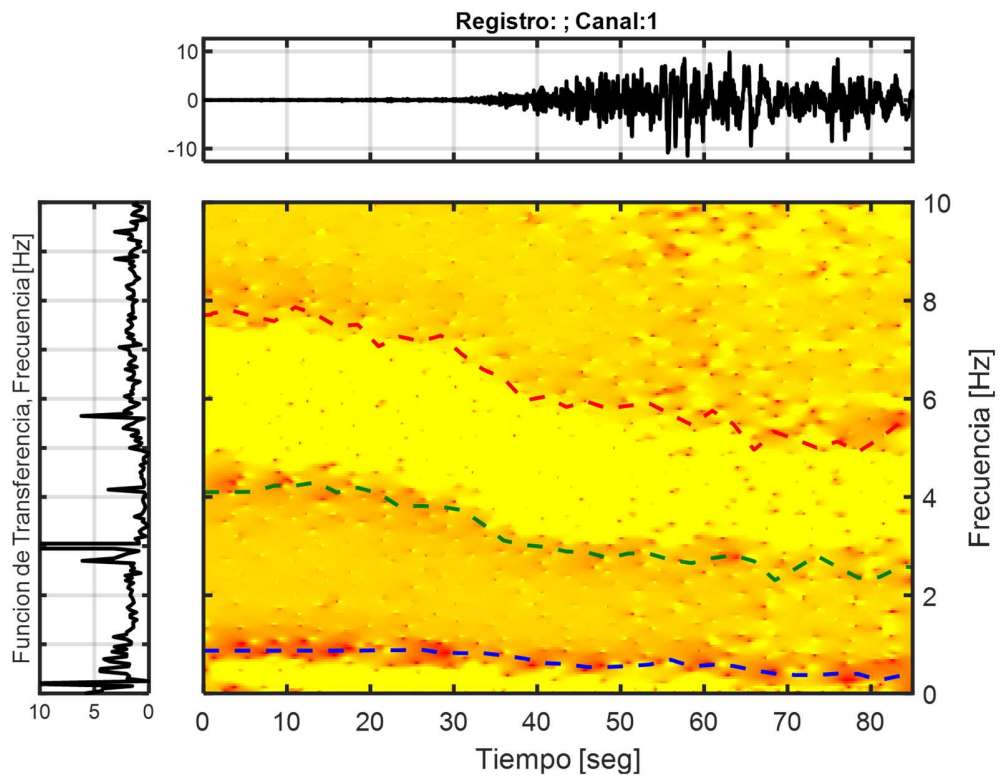 Registro: ; Canal:1
10
0
-10
Funcion de Transferencia, Frecuencia[Hz]
10 5 0
10
8
6
4
2
0
Frecuencia [Hz]
0 10 20 30 40 50 60 70 80
Tiempo [seg]